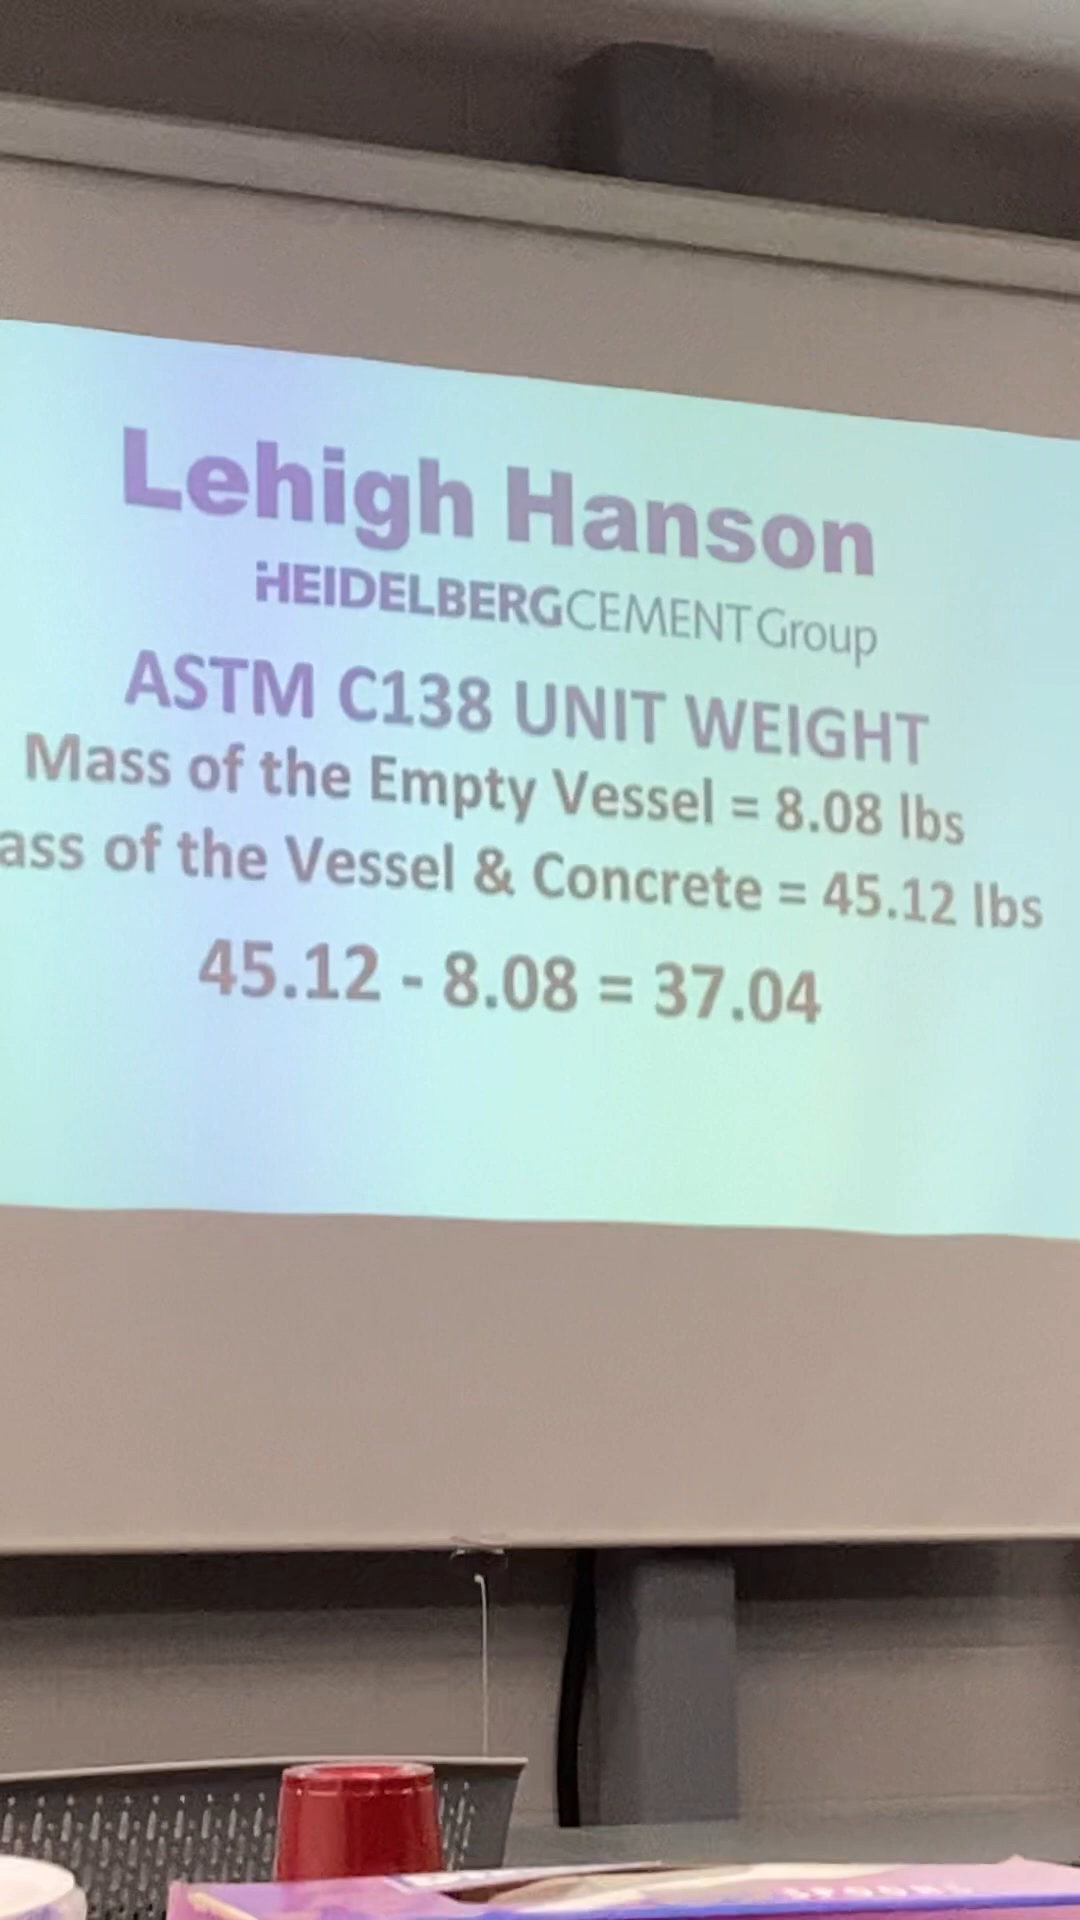 Lehigh Hanson
HEIDELBERGCEMENT Group
ASTM C138 UNIT WEIGHT
Mass of the Empty Vessel = 8.08 lbs
ass of the Vessel & Concrete = 45.12 lbs
45.12 - 8.08 = 37.04